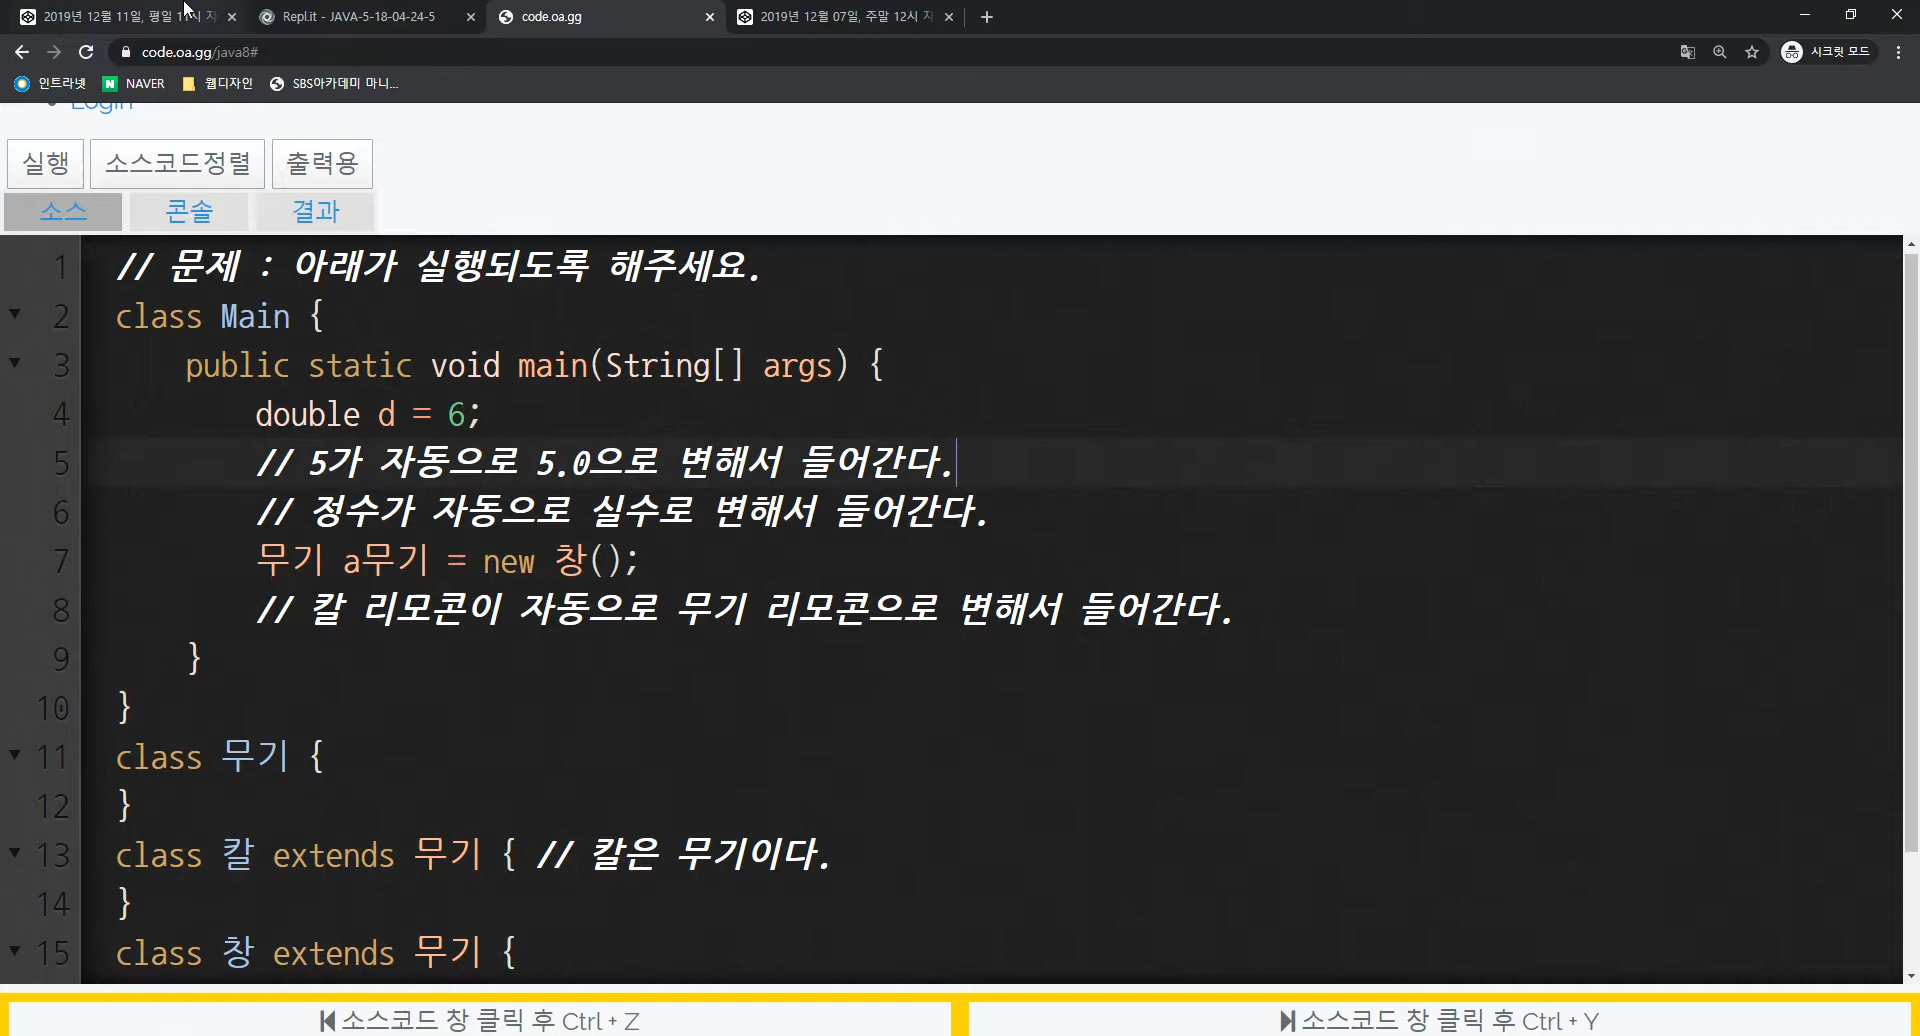 2019년 12월 11일, 평일 11시 자
Repl.it - JAVA-5-18-04-24-5
code.oa.gg
2019년 12월 07일, 주말 12시 자
code.oa.gg/java8#
시크릿 모드
인트라넷
NAVER
웹디자인
SBS아카데미 마니...
Login
실행
소스코드정렬
출력용
소스
콘솔
결과
1 // 문제 : 아래가 실행되도록 해주세요.
2 class Main {
3 public static void main(String[] args) {
4 double d = 6;
5 // 5가 자동으로 5.0으로 변해서 들어간다.
6 // 정수가 자동으로 실수로 변해서 들어간다.
7 무기 a무기 = new 창();
8 // 칼 리모콘이 자동으로 무기 리모콘으로 변해서 들어간다.
9 }
10 }
11 class 무기 {
12 }
13 class 칼 extends 무기 { // 칼은 무기이다.
14 }
15 class 창 extends 무기 {
소스코드 창 클릭 후 Ctrl + Z
소스코드 창 클릭 후 Ctrl + Y